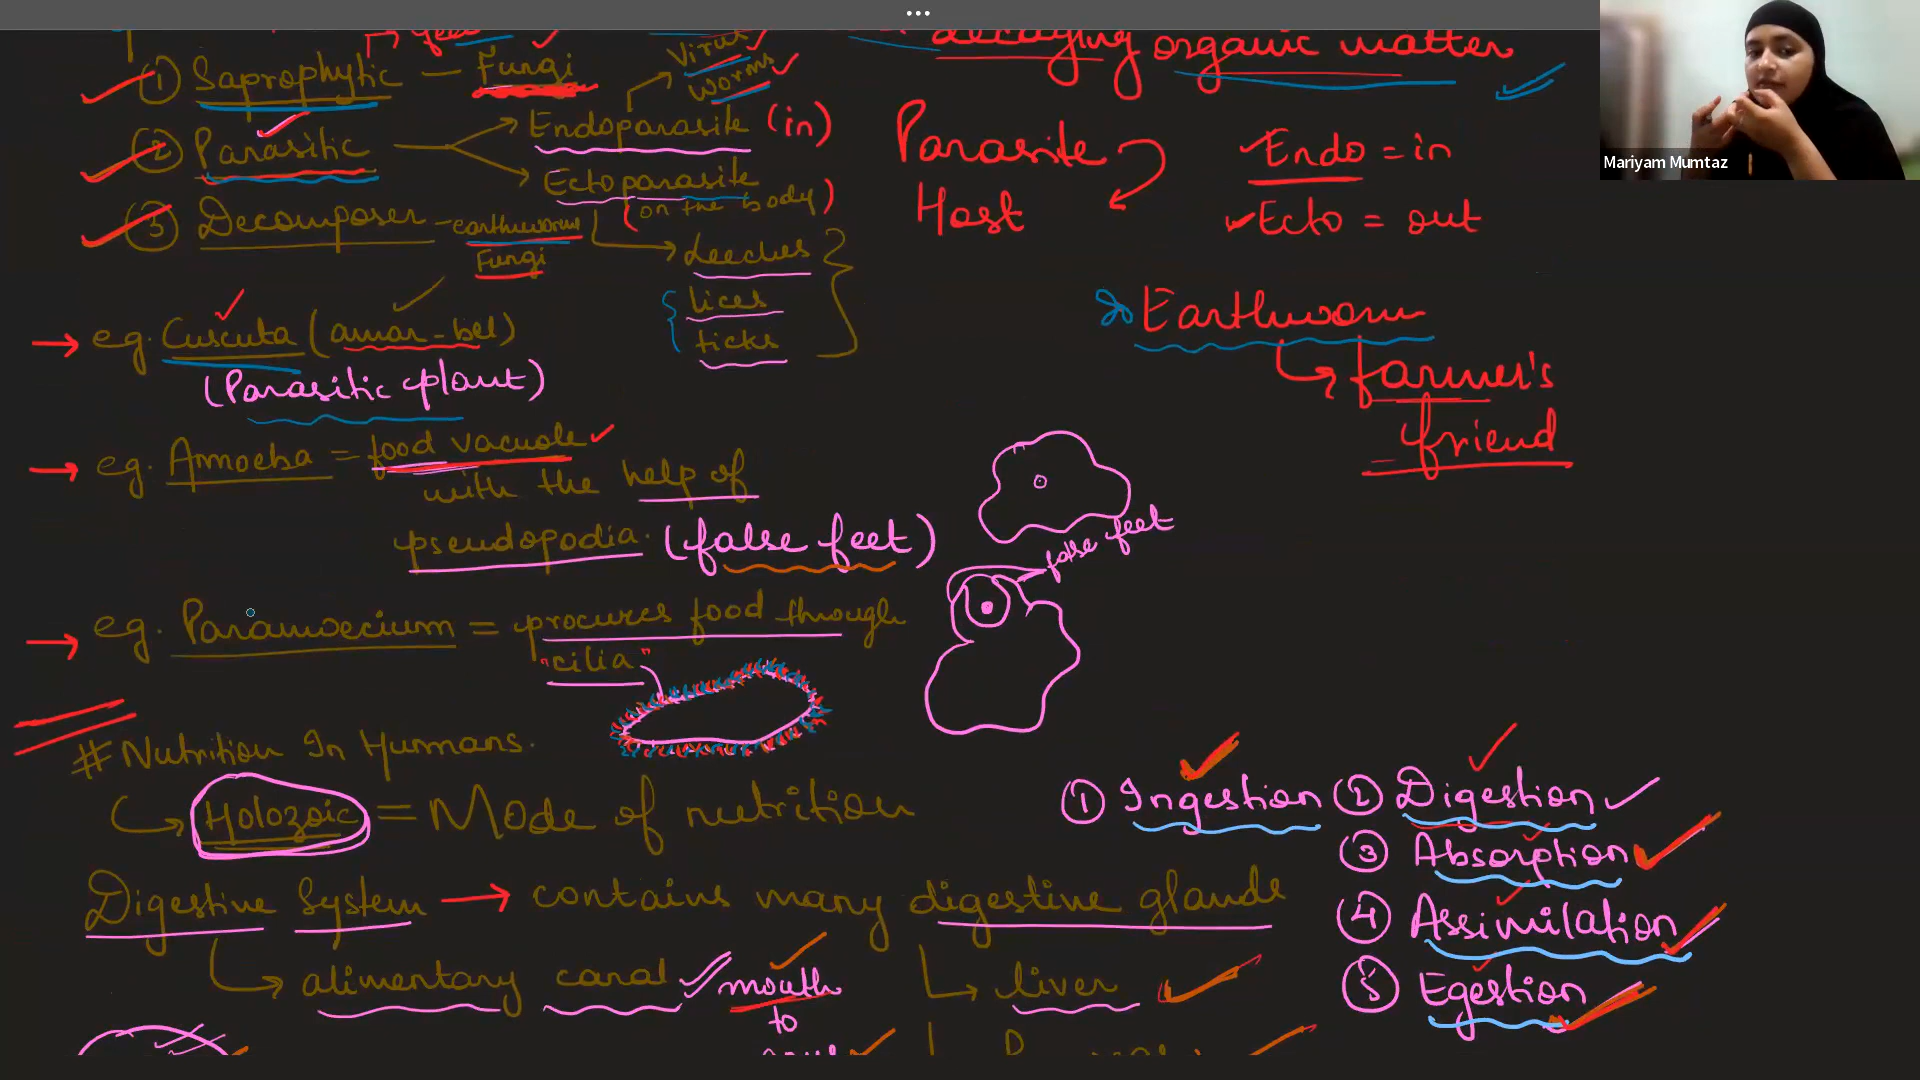 •••
feed
decaying organic matter
① Saprophytic — Fungi
Virus
worms
② Parasitic
Endoparasite (in)
Ectoparasite
(on the body)
③ Decomposer - earthworms
Fungi
Leeches
lices
ticks
Parasite
Host
Endo = in
Ecto = out
Mariyam Mumtaz
Earthworm
farmer's
friend
eg. Cuscuta (amar-bel)
(Parasitic plant)
eg. Amoeba = food vacuole
with the help of
pseudopodia. (false feet)
false feet
eg. Paramoecium = procures food through
"cilia"
# Nutrition In Humans.
Holozoic = Mode of nutrition
① Ingestion ② Digestion
③ Absorption
④ Assimilation
⑤ Egestion
Digestive System → contains many digestive glands
alimentary canal
mouth
to
liver